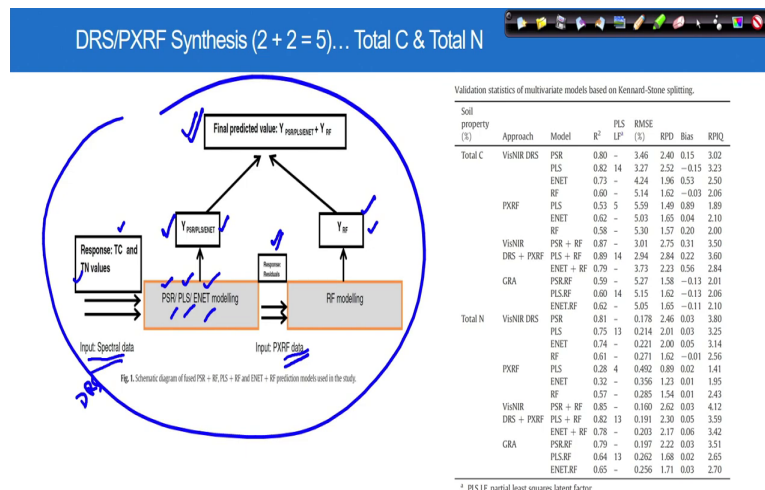 DRS/PXRF Synthesis (2 + 2 = 5)… Total C & Total N
Final predicted value: Y PSR/PLS/ENET + Y RF
Y PSR/PLS/ENET
Y RF
Response: TC and
TN values
Response:
Residuals
PSR/ PLS/ ENET modelling
RF modelling
Input: Spectral data
Input: PXRF data
DRS
Fig. 1. Schematic diagram of fused PSR + RF, PLS + RF and ENET + RF prediction models used in the study.
Validation statistics of multivariate models based on Kennard-Stone splitting.
Soil
property PLS RMSE
(%) Approach Model R² LFᵃ (%) RPD Bias RPIQ
Total C VisNIR DRS PSR 0.80 – 3.46 2.40 0.15 3.02
PLS 0.82 14 3.27 2.52 −0.15 3.23
ENET 0.73 – 4.24 1.96 0.53 2.50
RF 0.60 – 5.14 1.62 −0.03 2.06
PXRF PLS 0.53 5 5.59 1.49 0.89 1.89
ENET 0.62 – 5.03 1.65 0.04 2.10
RF 0.58 – 5.30 1.57 0.20 2.00
VisNIR PSR + RF 0.87 – 3.01 2.75 0.31 3.50
DRS + PXRF PLS + RF 0.89 14 2.94 2.84 0.22 3.60
ENET + RF 0.79 – 3.73 2.23 0.56 2.84
GRA PSR.RF 0.59 – 5.27 1.58 −0.13 2.01
PLS.RF 0.60 14 5.15 1.62 −0.13 2.06
ENET.RF 0.62 – 5.05 1.65 −0.11 2.10
Total N VisNIR DRS PSR 0.81 – 0.178 2.46 0.03 3.80
PLS 0.75 13 0.214 2.01 0.03 3.25
ENET 0.74 – 0.221 2.00 0.05 3.14
RF 0.61 – 0.271 1.62 −0.01 2.56
PXRF PLS 0.28 4 0.492 0.89 0.02 1.41
ENET 0.32 – 0.356 1.23 0.01 1.95
RF 0.57 – 0.285 1.54 0.01 2.43
VisNIR PSR + RF 0.85 – 0.160 2.62 0.03 4.12
DRS + PXRF PLS + RF 0.82 13 0.191 2.30 0.05 3.59
ENET + RF 0.78 – 0.203 2.17 0.06 3.42
GRA PSR.RF 0.79 – 0.197 2.22 0.03 3.51
PLS.RF 0.64 13 0.262 1.68 0.02 2.65
ENET.RF 0.65 – 0.256 1.71 0.03 2.70
ᵃ PLS LF, partial least squares latent factor